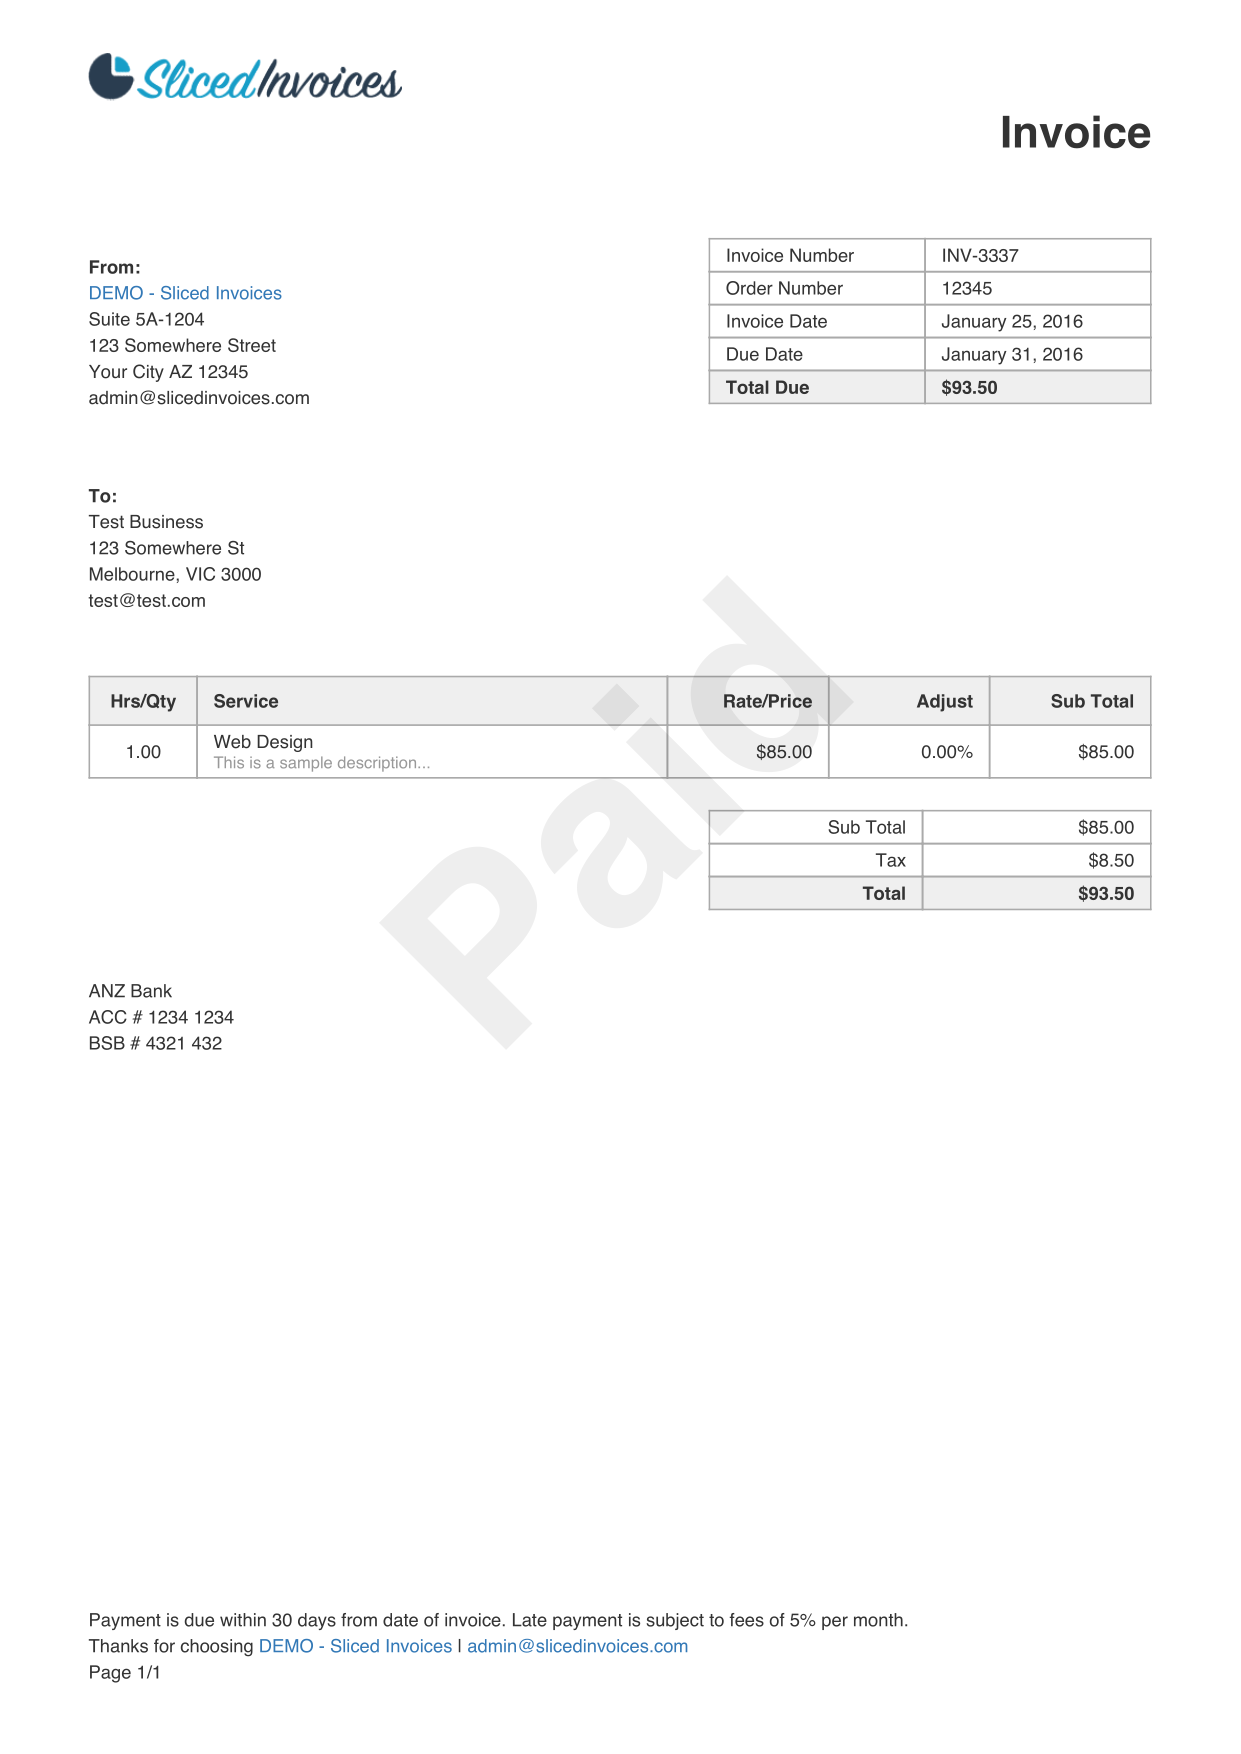 SlicedInvoices
Invoice
From:
DEMO - Sliced Invoices
Suite 5A-1204
123 Somewhere Street
Your City AZ 12345
admin@slicedinvoices.com
Invoice Number INV-3337
Order Number 12345
Invoice Date January 25, 2016
Due Date January 31, 2016
Total Due $93.50
To:
Test Business
123 Somewhere St
Melbourne, VIC 3000
test@test.com
Paid
Hrs/Qty Service Rate/Price Adjust Sub Total
1.00 Web Design $85.00 0.00% $85.00
This is a sample description...
Sub Total $85.00
Tax $8.50
Total $93.50
ANZ Bank
ACC # 1234 1234
BSB # 4321 432
Payment is due within 30 days from date of invoice. Late payment is subject to fees of 5% per month.
Thanks for choosing DEMO - Sliced Invoices | admin@slicedinvoices.com
Page 1/1